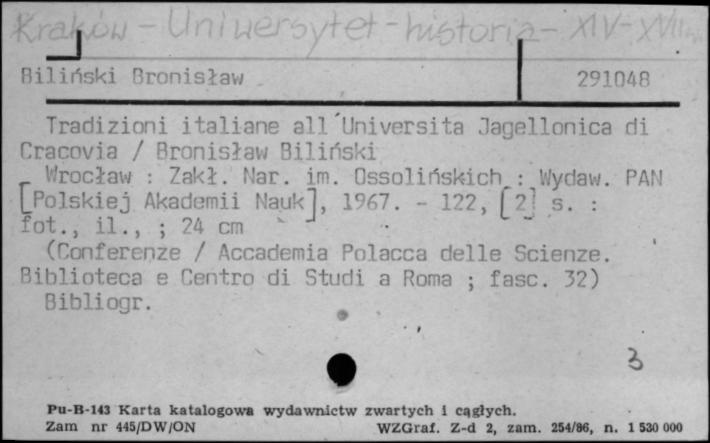 Kraków - Uniwersytet - historia - XIV-XVII w.
Biliński Bronisław 291048
Tradizioni italiane all'Universita Jagellonica di
Cracovia / Bronisław Biliński
Wrocław : Zakł. Nar. im. Ossolińskich : Wydaw. PAN
[Polskiej Akademii Nauk], 1967. - 122, [2] s. :
fot., il., ; 24 cm
(Conferenze / Accademia Polacca delle Scienze.
Biblioteca e Centro di Studi a Roma ; fasc. 32)
Bibliogr.
3
Pu-B-143 Karta katalogowa wydawnictw zwartych i cągłych.
Zam nr 445/DW/ON WZGraf. Z-d 2, zam. 254/86, n. 1 530 000